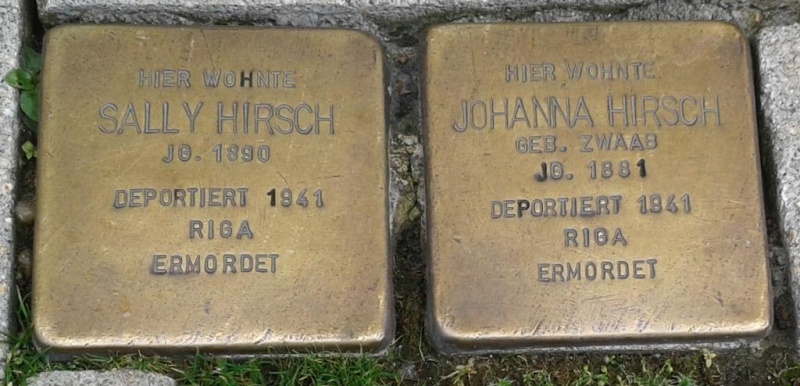 HIER WOHNTE
SALLY HIRSCH
JG. 1890
DEPORTIERT 1941
RIGA
ERMORDET
HIER WOHNTE
JOHANNA HIRSCH
GEB. ZWAAB
JG. 1881
DEPORTIERT 1941
RIGA
ERMORDET